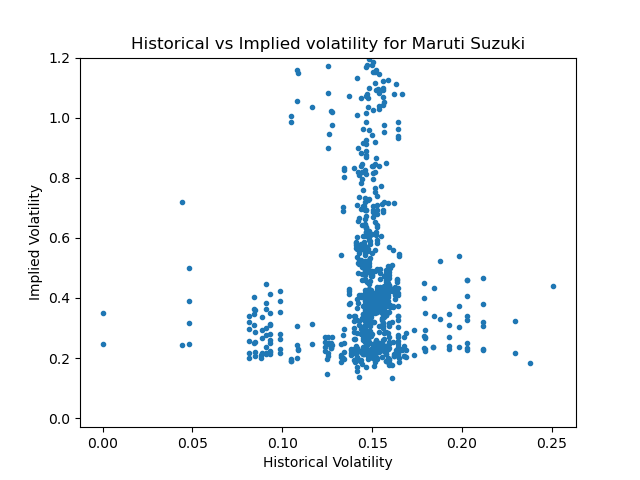 Historical vs Implied volatility for Maruti Suzuki
1.2
1.0
0.8
0.6
0.4
0.2
0.0
Implied Volatility
0.00 0.05 0.10 0.15 0.20 0.25
Historical Volatility